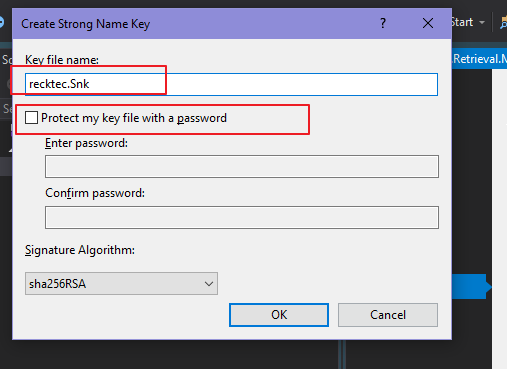 Create Strong Name Key
?
Start
Key file name:
.Retrieval.M
recktec.Snk
Protect my key file with a password
Enter password:
Confirm password:
Signature Algorithm:
sha256RSA
OK
Cancel